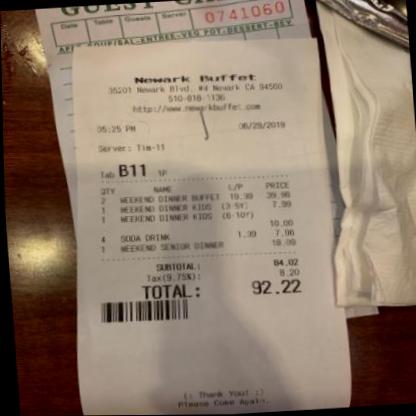 GUEST
Date Table Guests Server 0741060
SOUP/SAL-ENTREE-VEG POT-DESSERT-BEV
Newark Buffet
35201 Newark Blvd. #4 Newark CA 94560
510-818-1136
http://www.newarkbuffet.com
05:25 PM 06/29/2019
Server: Tim-11
Tab B11 1P
QTY NAME L/P PRICE
2 WEEKEND DINNER BUFFET 19.99 39.98
1 WEEKEND DINNER KIDS (3-5Y) 7.99
1 WEEKEND DINNER KIDS (6-10Y)
10.00
4 SODA DRINK 1.99 7.96
1 WEEKEND SENIOR DINNER 18.09
SUBTOTAL: 84.02
Tax(9.75%): 8.20
TOTAL: 92.22
(: Thank You! :)
Please Come Again.